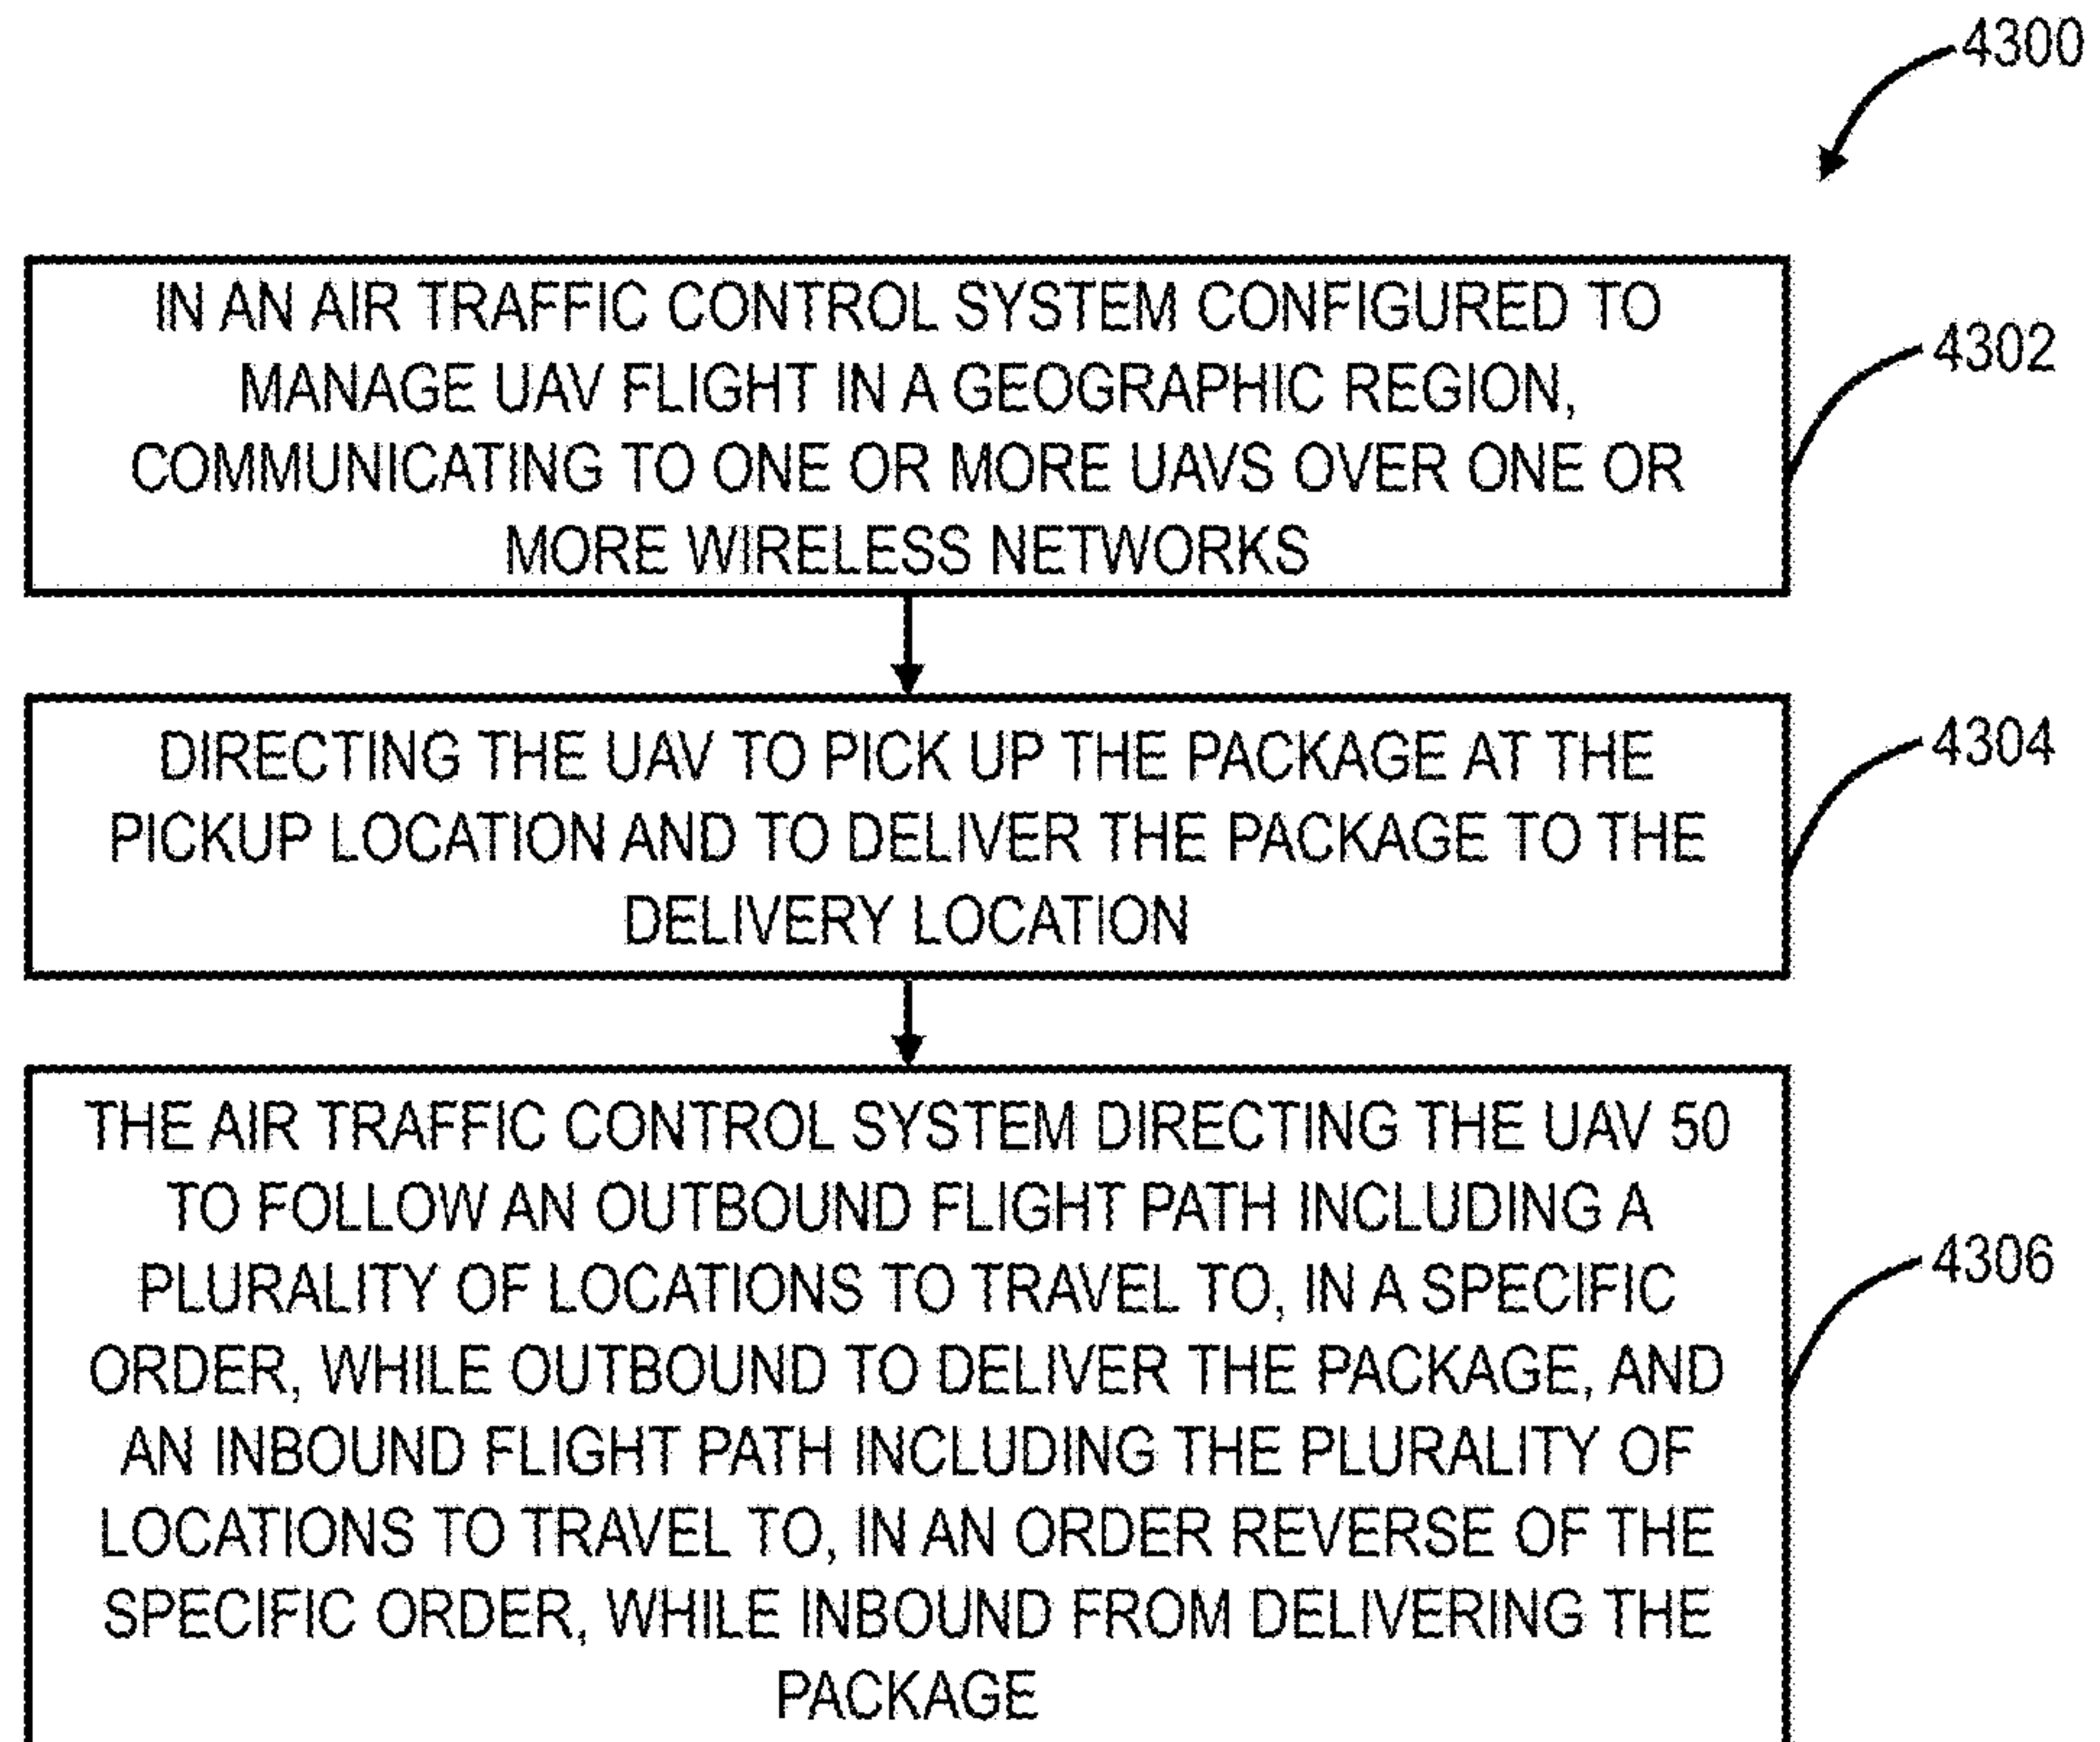 4300
IN AN AIR TRAFFIC CONTROL SYSTEM CONFIGURED TO
MANAGE UAV FLIGHT IN A GEOGRAPHIC REGION,
COMMUNICATING TO ONE OR MORE UAVS OVER ONE OR
MORE WIRELESS NETWORKS
4302
DIRECTING THE UAV TO PICK UP THE PACKAGE AT THE
PICKUP LOCATION AND TO DELIVER THE PACKAGE TO THE
DELIVERY LOCATION
4304
THE AIR TRAFFIC CONTROL SYSTEM DIRECTING THE UAV 50
TO FOLLOW AN OUTBOUND FLIGHT PATH INCLUDING A
PLURALITY OF LOCATIONS TO TRAVEL TO, IN A SPECIFIC
ORDER, WHILE OUTBOUND TO DELIVER THE PACKAGE, AND
AN INBOUND FLIGHT PATH INCLUDING THE PLURALITY OF
LOCATIONS TO TRAVEL TO, IN AN ORDER REVERSE OF THE
SPECIFIC ORDER, WHILE INBOUND FROM DELIVERING THE
PACKAGE
4306